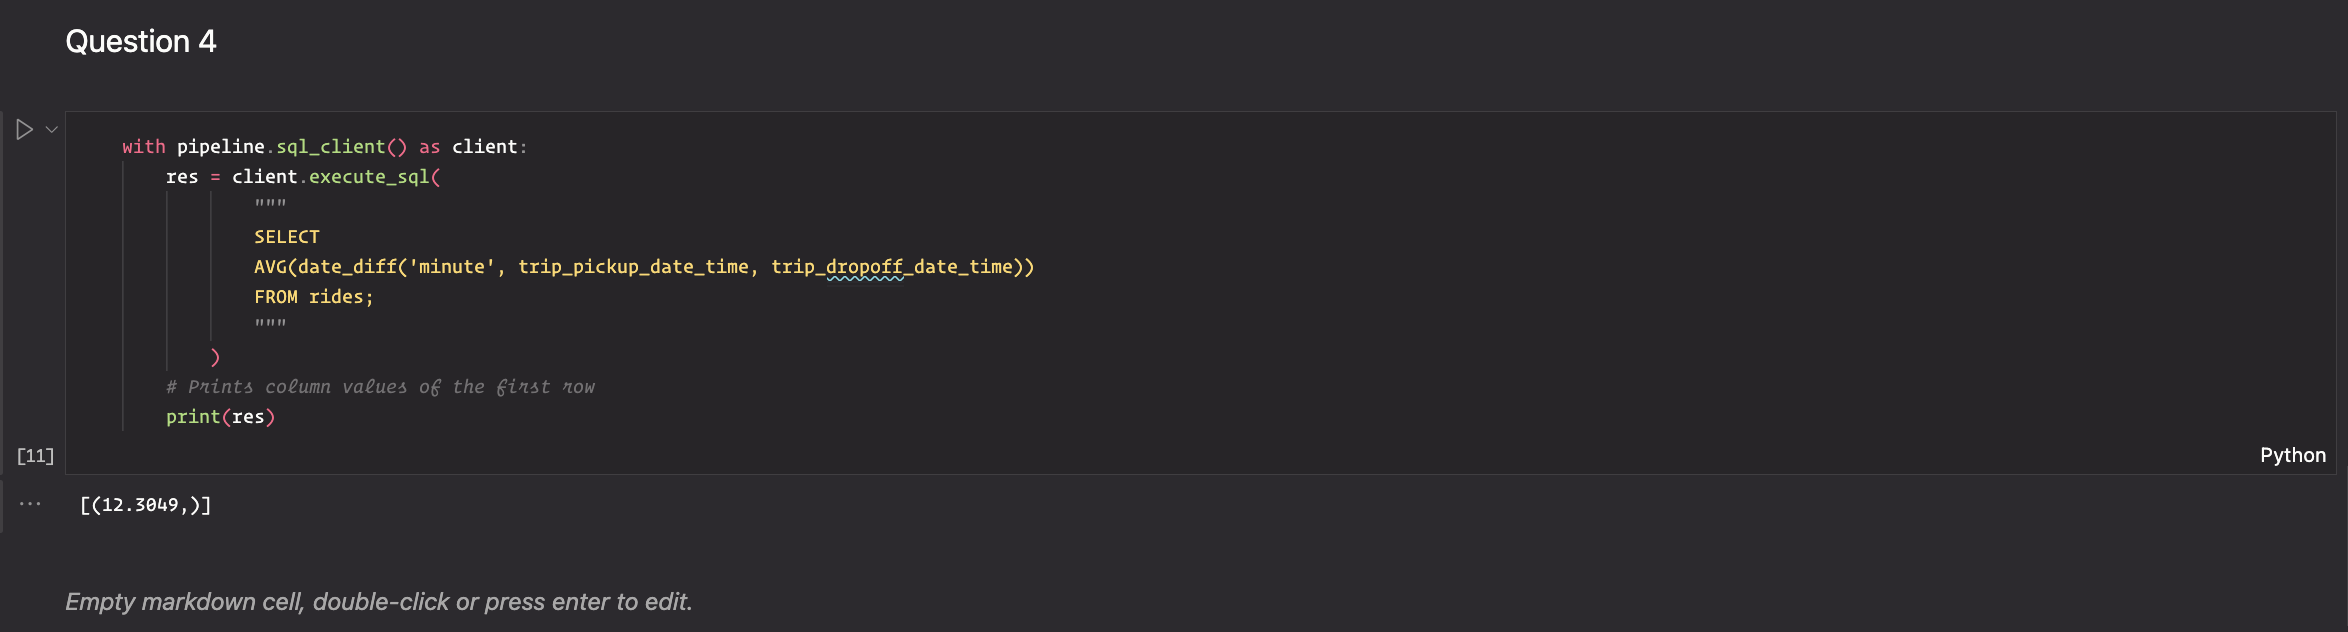 Question 4
with pipeline.sql_client() as client:
res = client.execute_sql(
"""
SELECT
AVG(date_diff('minute', trip_pickup_date_time, trip_dropoff_date_time))
FROM rides;
"""
)
# Prints column values of the first row
print(res)
[11]
Python
[(12.3049,)]
Empty markdown cell, double-click or press enter to edit.